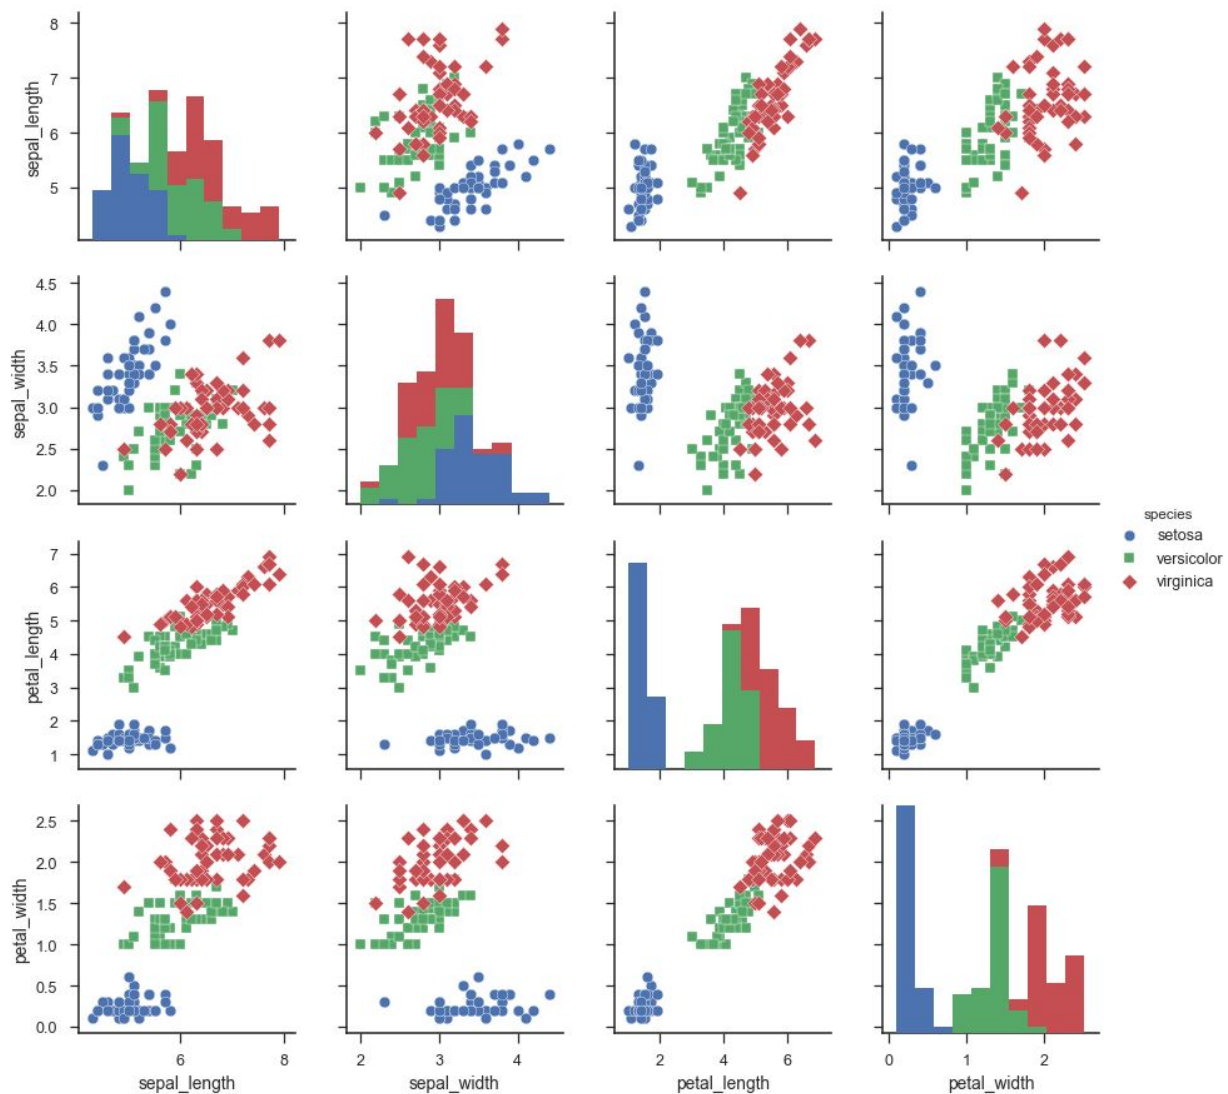 8
7
6
5
sepal_length
4.5
4.0
3.5
3.0
2.5
2.0
sepal_width
species
setosa
versicolor
virginica
7
6
5
4
3
2
1
petal_length
2.5
2.0
1.5
1.0
0.5
0.0
petal_width
6 8 2 3 4 2 4 6 0 1 2
sepal_length sepal_width petal_length petal_width